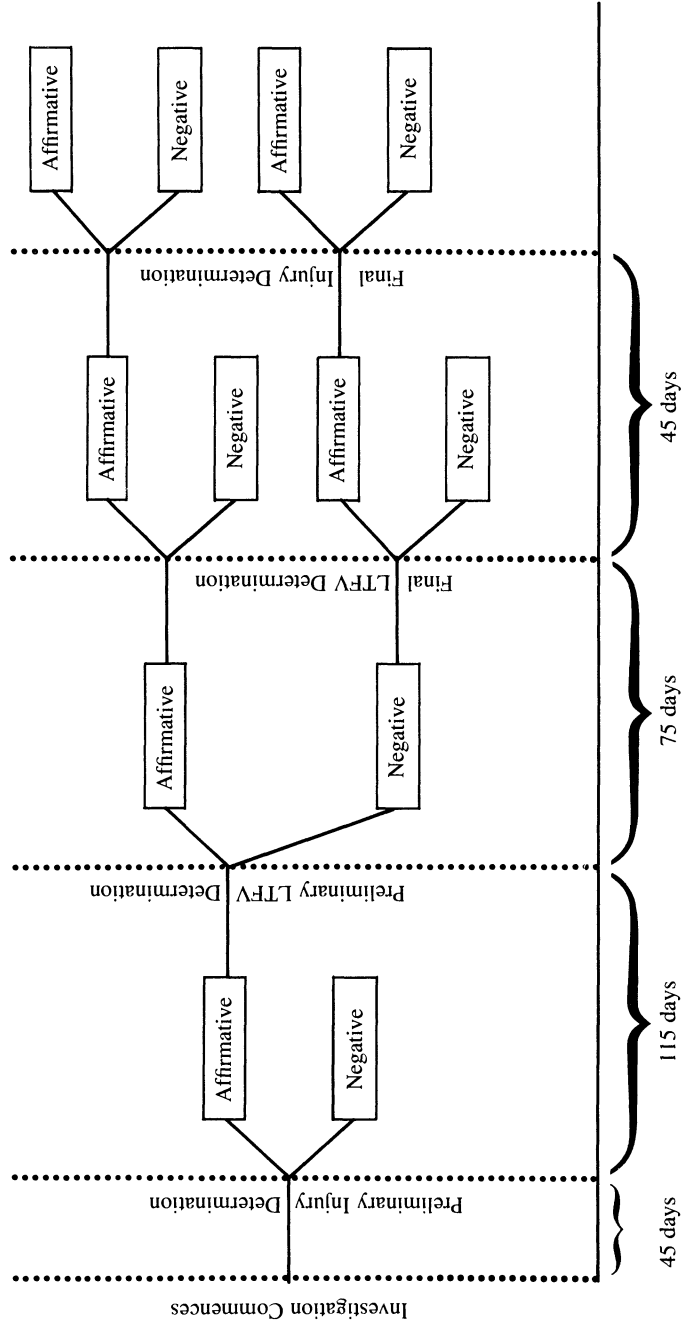 Investigation Commences
Preliminary Injury
Determination
Affirmative
Negative
Preliminary LTFV
Determination
Affirmative
Negative
Final
LTFV Determination
Affirmative
Negative
Affirmative
Negative
Final
Injury Determination
Affirmative
Negative
Affirmative
Negative
45 days
115 days
75 days
45 days